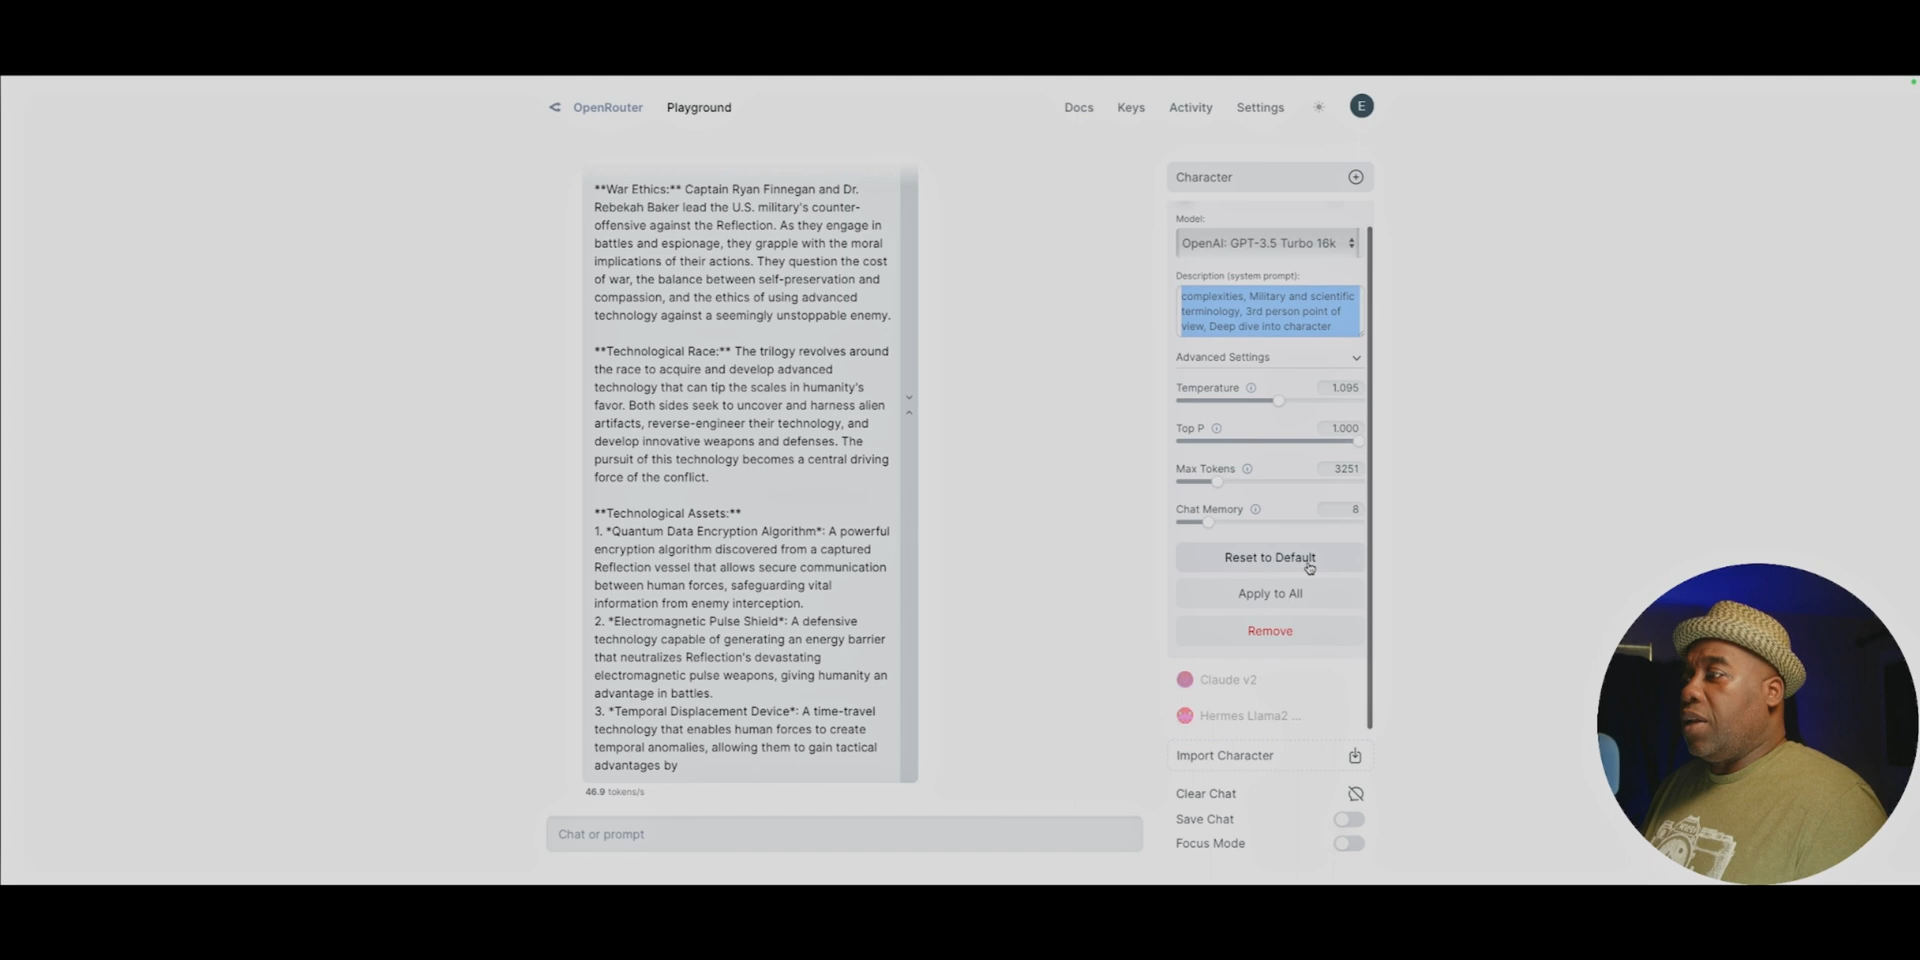 OpenRouter
Playground
Docs
Keys
Activity
Settings
E
**War Ethics:** Captain Ryan Finnegan and Dr.
Rebekah Baker lead the U.S. military's counter-
offensive against the Reflection. As they engage in
battles and espionage, they grapple with the moral
implications of their actions. They question the cost
of war, the balance between self-preservation and
compassion, and the ethics of using advanced
technology against a seemingly unstoppable enemy.
**Technological Race:** The trilogy revolves around
the race to acquire and develop advanced
technology that can tip the scales in humanity's
favor. Both sides seek to uncover and harness alien
artifacts, reverse-engineer their technology, and
develop innovative weapons and defenses. The
pursuit of this technology becomes a central driving
force of the conflict.
**Technological Assets:**
1. *Quantum Data Encryption Algorithm*: A powerful
encryption algorithm discovered from a captured
Reflection vessel that allows secure communication
between human forces, safeguarding vital
information from enemy interception.
2. *Electromagnetic Pulse Shield*: A defensive
technology capable of generating an energy barrier
that neutralizes Reflection's devastating
electromagnetic pulse weapons, giving humanity an
advantage in battles.
3. *Temporal Displacement Device*: A time-travel
technology that enables human forces to create
temporal anomalies, allowing them to gain tactical
advantages by
46.9 tokens/s
Chat or prompt
Character
Model:
OpenAI: GPT-3.5 Turbo 16k
Description (system prompt):
complexities, Military and scientific
terminology, 3rd person point of
view, Deep dive into character
Advanced Settings
Temperature 1.095
Top P 1.000
Max Tokens 3251
Chat Memory 8
Reset to Default
Apply to All
Remove
Claude v2
Hermes Llama2 ...
Import Character
Clear Chat
Save Chat
Focus Mode